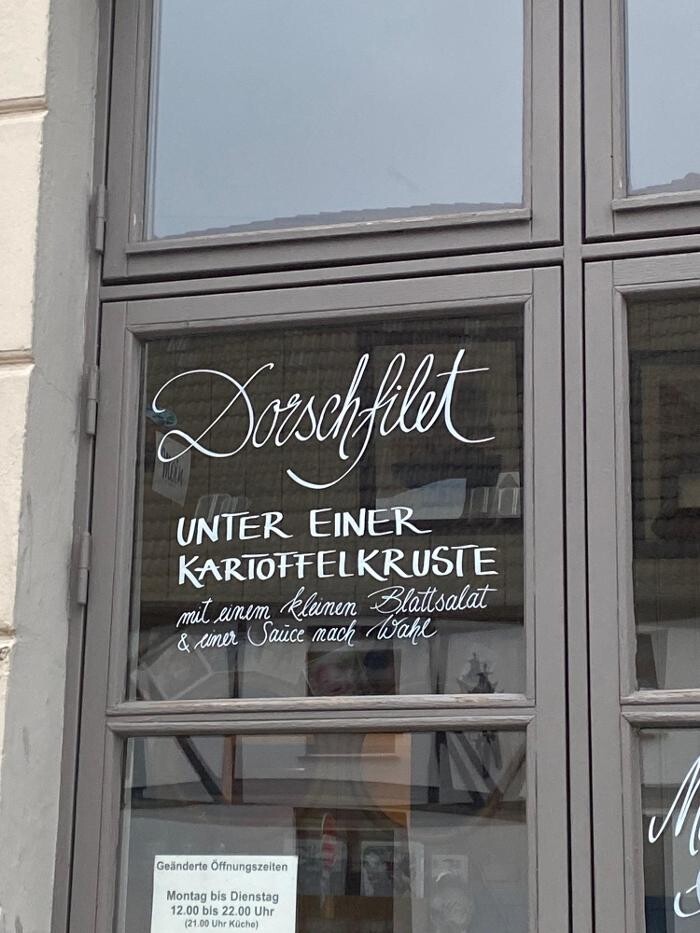 Dorschfilet
UNTER EINER
KARTOFFELKRUSTE
mit einem kleinen Blattsalat
& einer Sauce nach Wahl
Geänderte Öffnungszeiten
Montag bis Dienstag
12.00 bis 22.00 Uhr
(21.00 Uhr Küche)